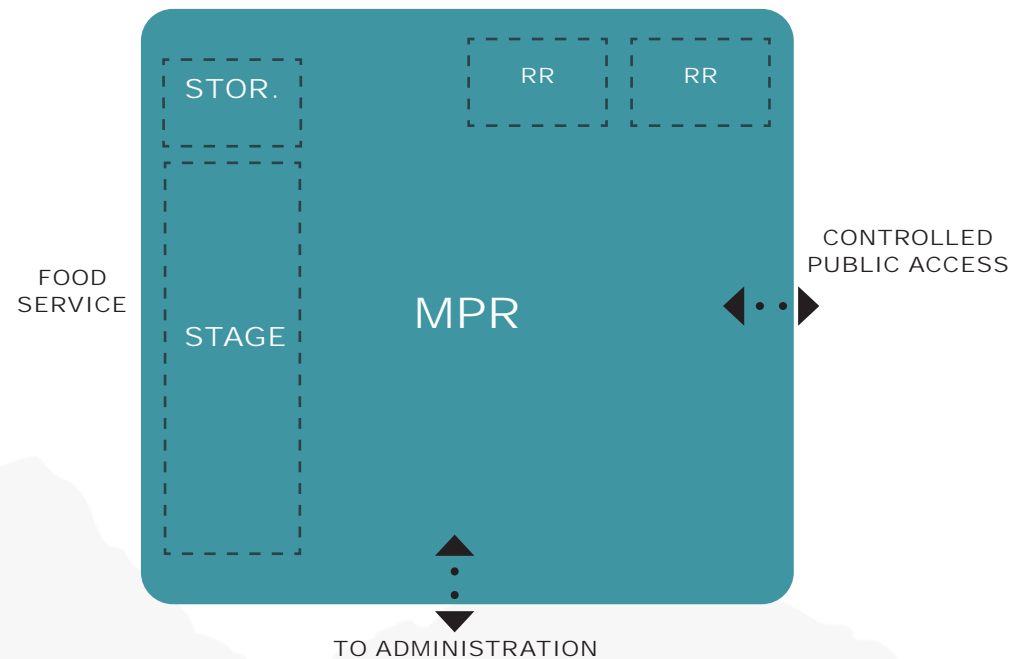 STOR.
RR
RR
CONTROLLED
PUBLIC ACCESS
FOOD
SERVICE
MPR
STAGE
TO ADMINISTRATION